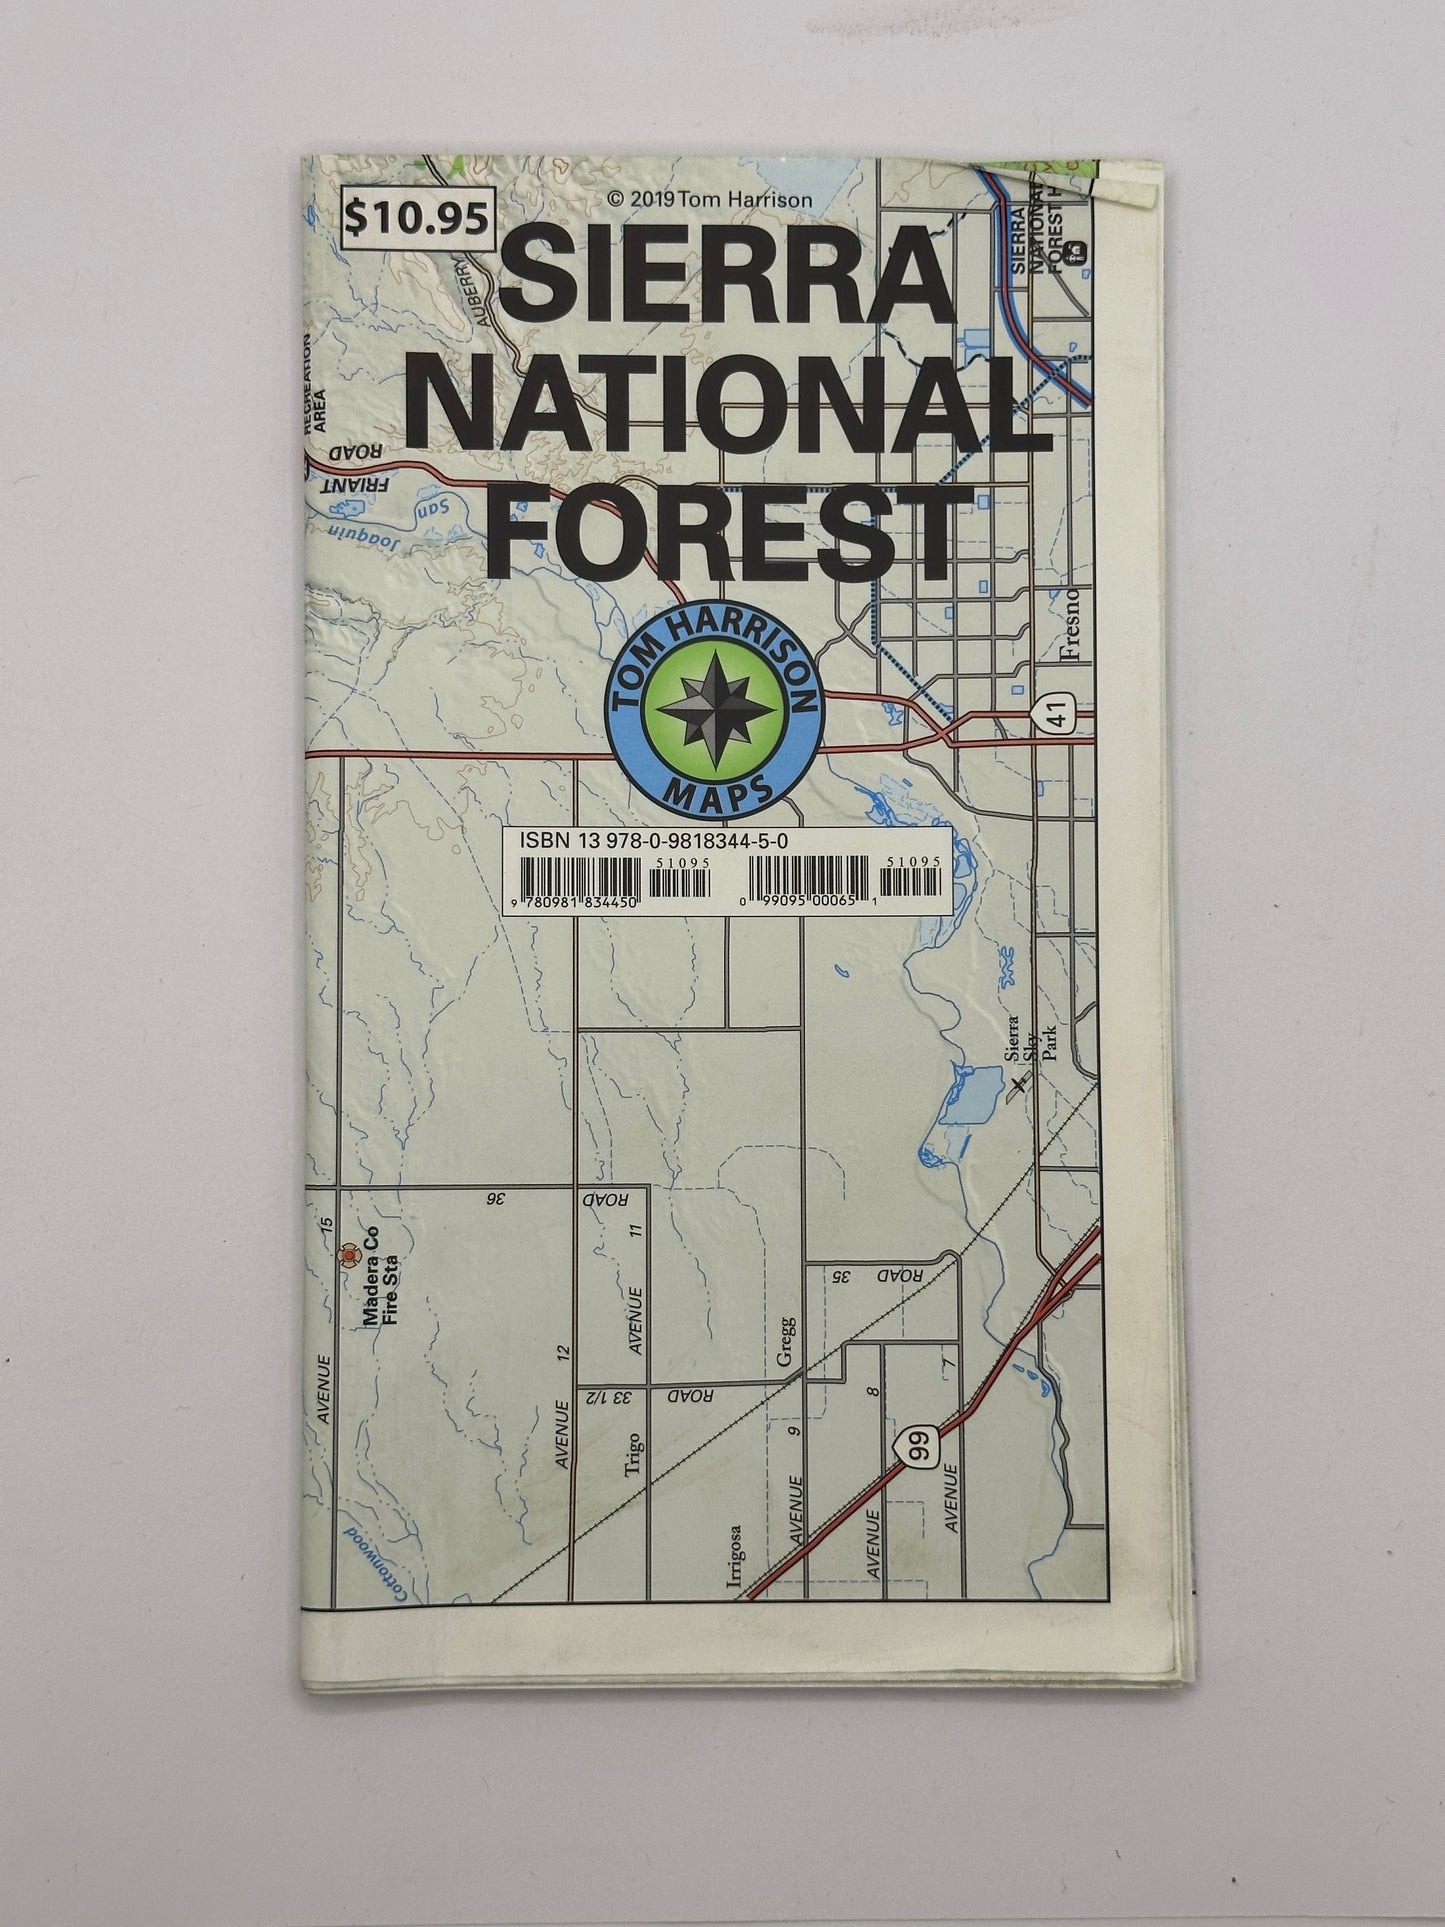 © 2019 Tom Harrison
$10.95
SIERRA
NATIONAL
FOREST
SIERRA
NATIONAL
FOREST
AUBERRY
RECREATION
AREA
FRIANT
ROAD
San
Joaquin
TOM HARRISON
MAPS
Fresno
41
ISBN 13 978-0-9818344-5-0
51095
9 780981 834450
51095
0 99095 00065 1
Sierra
Sky
Park
ROAD
36
AVENUE
15
Madera Co
Fire Sta
AVENUE
11
ROAD
35
Gregg
AVENUE
12
ROAD
33 1/2
Trigo
AVENUE
9
AVENUE
8
AVENUE
7
99
Irrigosa
Cottonwood